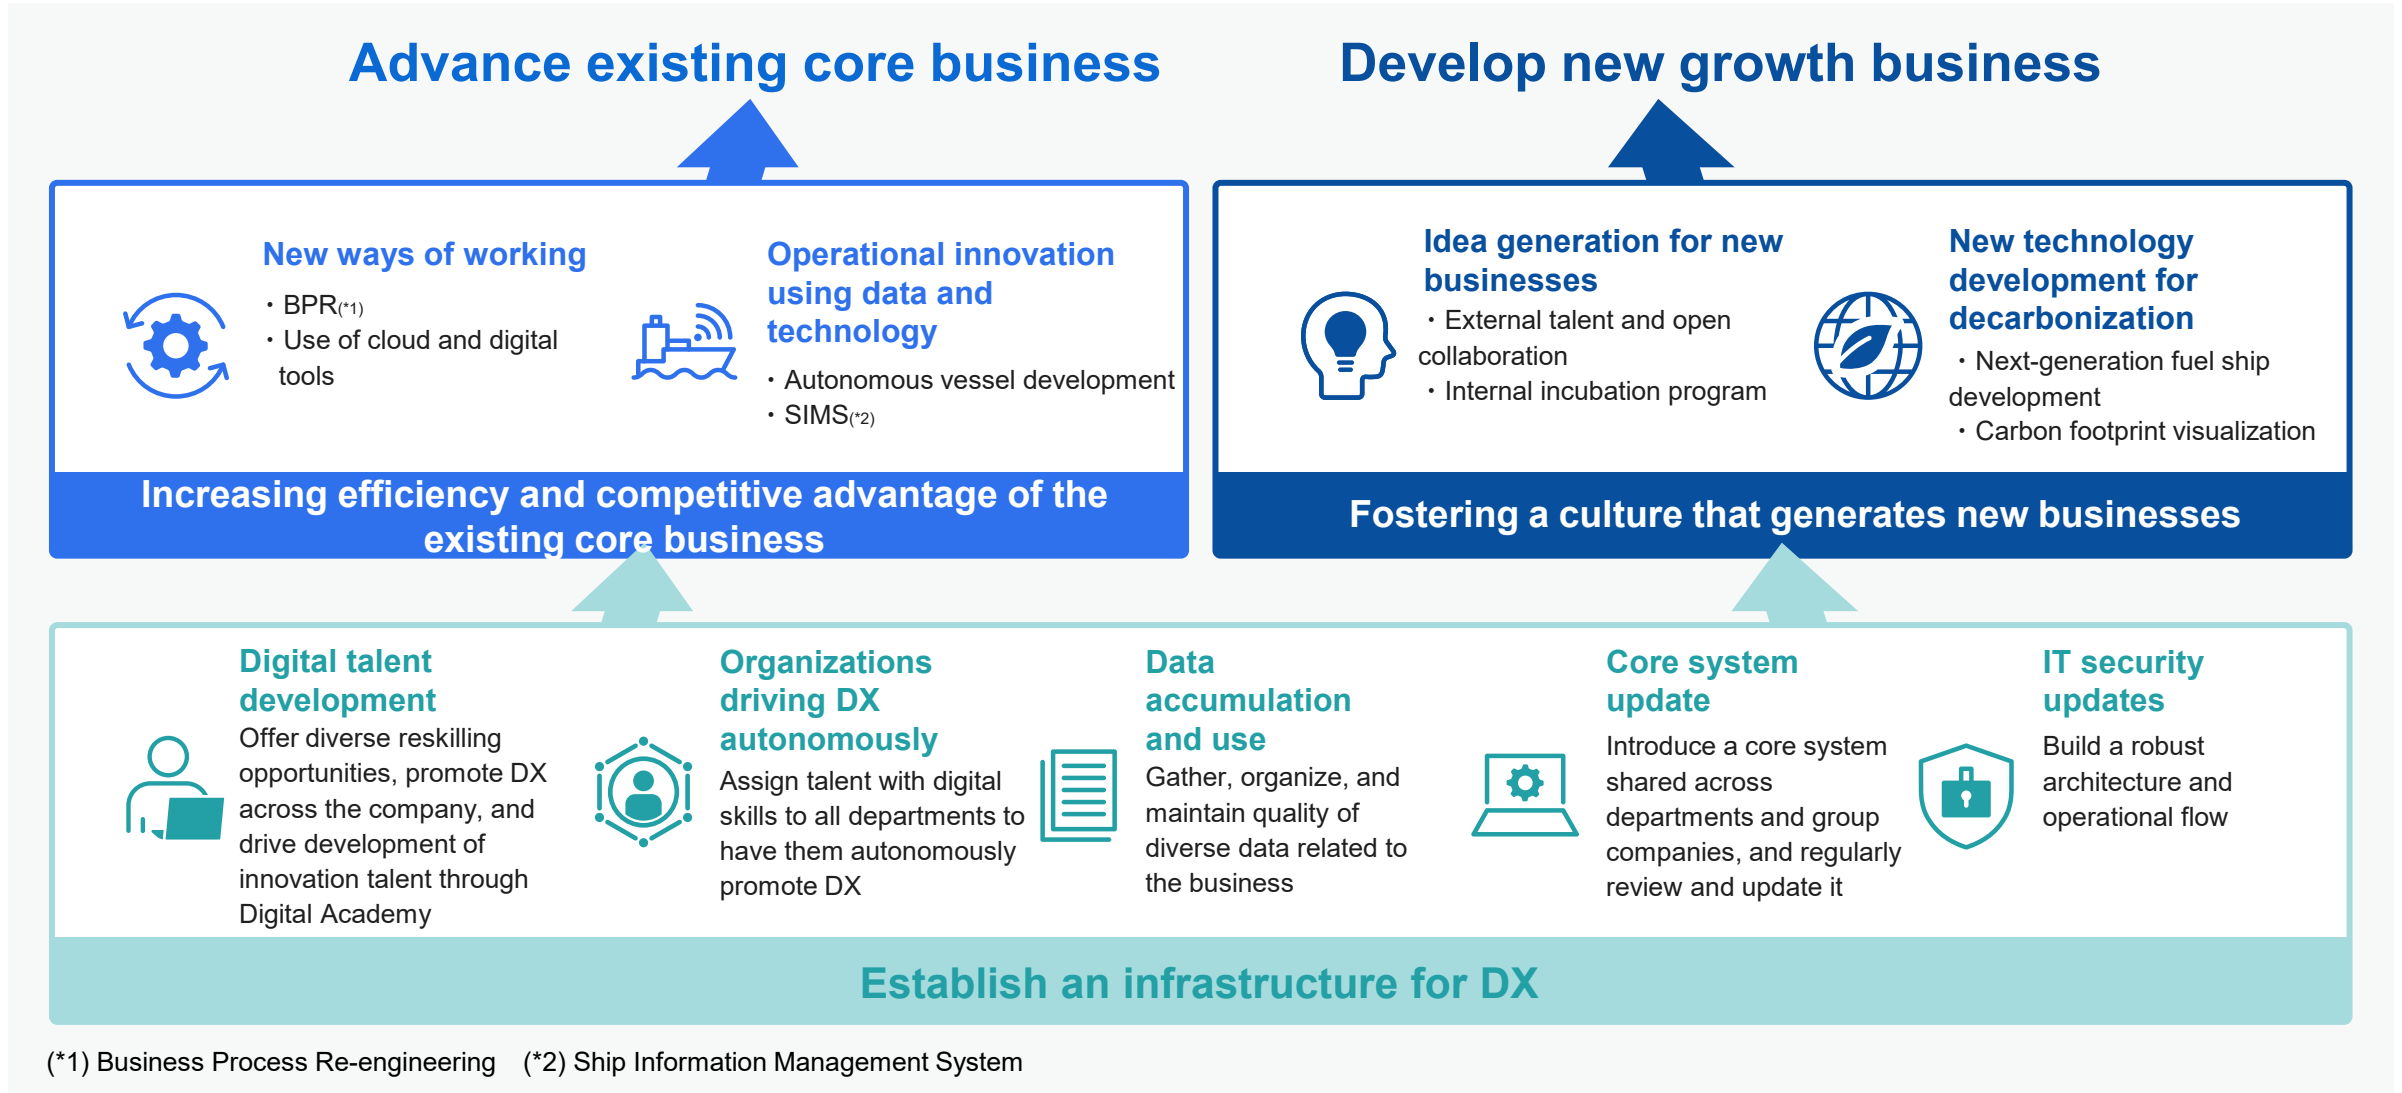 Advance existing core business
Develop new growth business
New ways of working
・BPR(*1)
・Use of cloud and digital
tools
Operational innovation
using data and
technology
・Autonomous vessel development
・SIMS(*2)
Increasing efficiency and competitive advantage of the
existing core business
Idea generation for new
businesses
・External talent and open
collaboration
・Internal incubation program
New technology
development for
decarbonization
・Next-generation fuel ship
development
・Carbon footprint visualization
Fostering a culture that generates new businesses
Digital talent
development
Offer diverse reskilling
opportunities, promote DX
across the company, and
drive development of
innovation talent through
Digital Academy
Organizations
driving DX
autonomously
Assign talent with digital
skills to all departments to
have them autonomously
promote DX
Data
accumulation
and use
Gather, organize, and
maintain quality of
diverse data related to
the business
Core system
update
Introduce a core system
shared across
departments and group
companies, and regularly
review and update it
IT security
updates
Build a robust
architecture and
operational flow
Establish an infrastructure for DX
(*1) Business Process Re-engineering (*2) Ship Information Management System